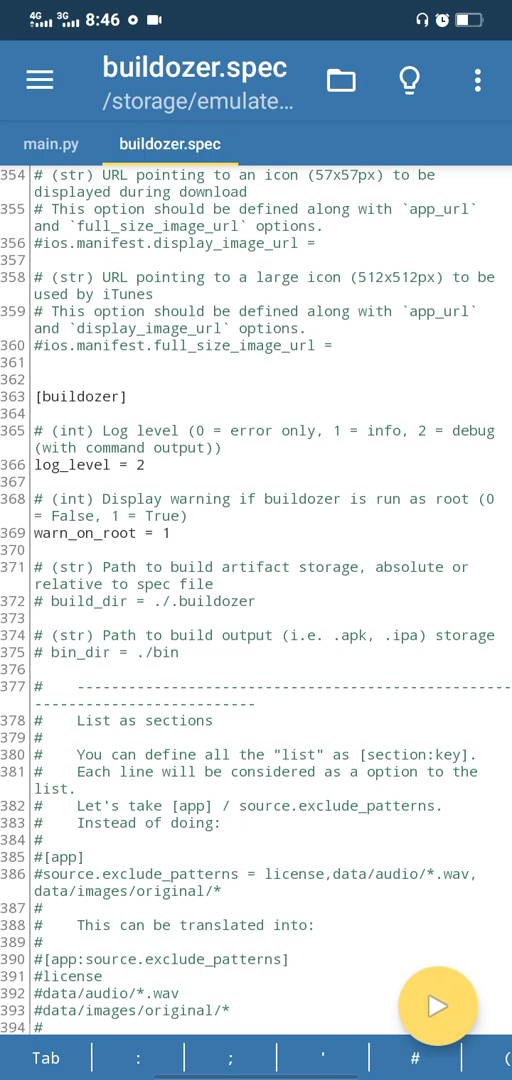 4G 3G 8:46
buildozer.spec
/storage/emulate...
main.py buildozer.spec
354 # (str) URL pointing to an icon (57x57px) to be
displayed during download
355 # This option should be defined along with `app_url`
and `full_size_image_url` options.
356 #ios.manifest.display_image_url =
357
358 # (str) URL pointing to a large icon (512x512px) to be
used by iTunes
359 # This option should be defined along with `app_url`
and `display_image_url` options.
360 #ios.manifest.full_size_image_url =
361
362
363 [buildozer]
364
365 # (int) Log level (0 = error only, 1 = info, 2 = debug
(with command output))
366 log_level = 2
367
368 # (int) Display warning if buildozer is run as root (0
= False, 1 = True)
369 warn_on_root = 1
370
371 # (str) Path to build artifact storage, absolute or
relative to spec file
372 # build_dir = ./.buildozer
373
374 # (str) Path to build output (i.e. .apk, .ipa) storage
375 # bin_dir = ./bin
376
377 #    ---------------------------------------------------
--------------------------
378 #    List as sections
379 #
380 #    You can define all the "list" as [section:key].
381 #    Each line will be considered as a option to the
list.
382 #    Let's take [app] / source.exclude_patterns.
383 #    Instead of doing:
384 #
385 #[app]
386 #source.exclude_patterns = license,data/audio/*.wav,
data/images/original/*
387 #
388 #    This can be translated into:
389 #
390 #[app:source.exclude_patterns]
391 #license
392 #data/audio/*.wav
393 #data/images/original/*
394 #
Tab : ; ' # (